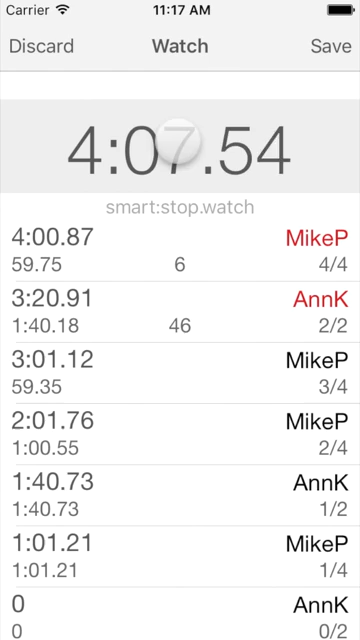 Carrier 11:17 AM
Discard Watch Save
4:07.54
smart:stop.watch
4:00.87 MikeP
59.75 6 4/4
3:20.91 AnnK
1:40.18 46 2/2
3:01.12 MikeP
59.35 3/4
2:01.76 MikeP
1:00.55 2/4
1:40.73 AnnK
1:40.73 1/2
1:01.21 MikeP
1:01.21 1/4
0 AnnK
0 0/2